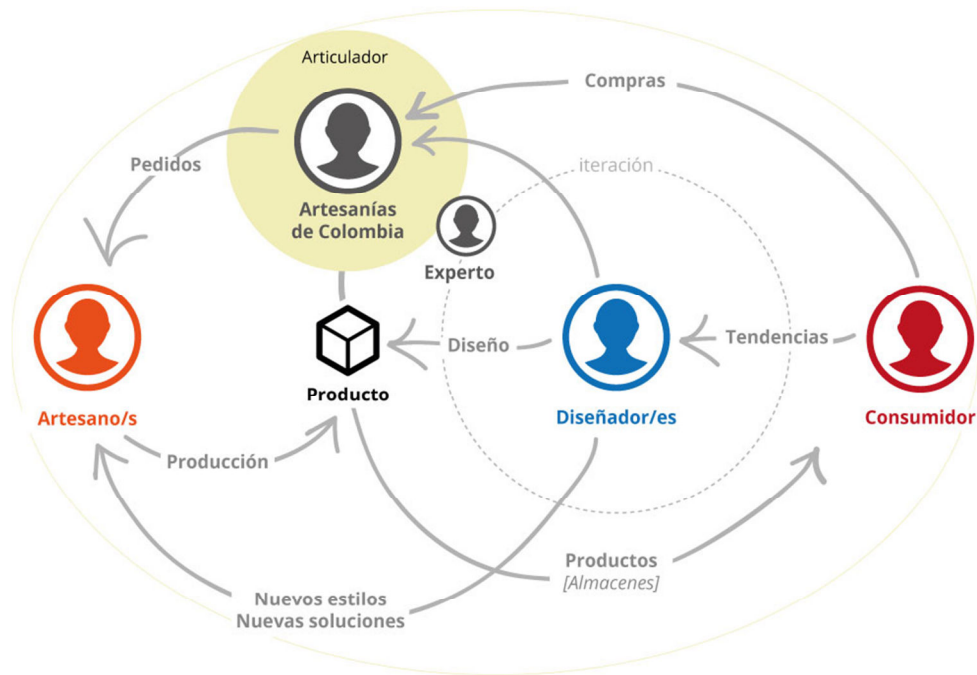 Articulador
Compras
Pedidos
iteración
Artesanías
de Colombia
Experto
Diseño
Tendencias
Producto
Artesano/s
Diseñador/es
Consumidor
Producción
Productos
[Almacenes]
Nuevos estilos
Nuevas soluciones